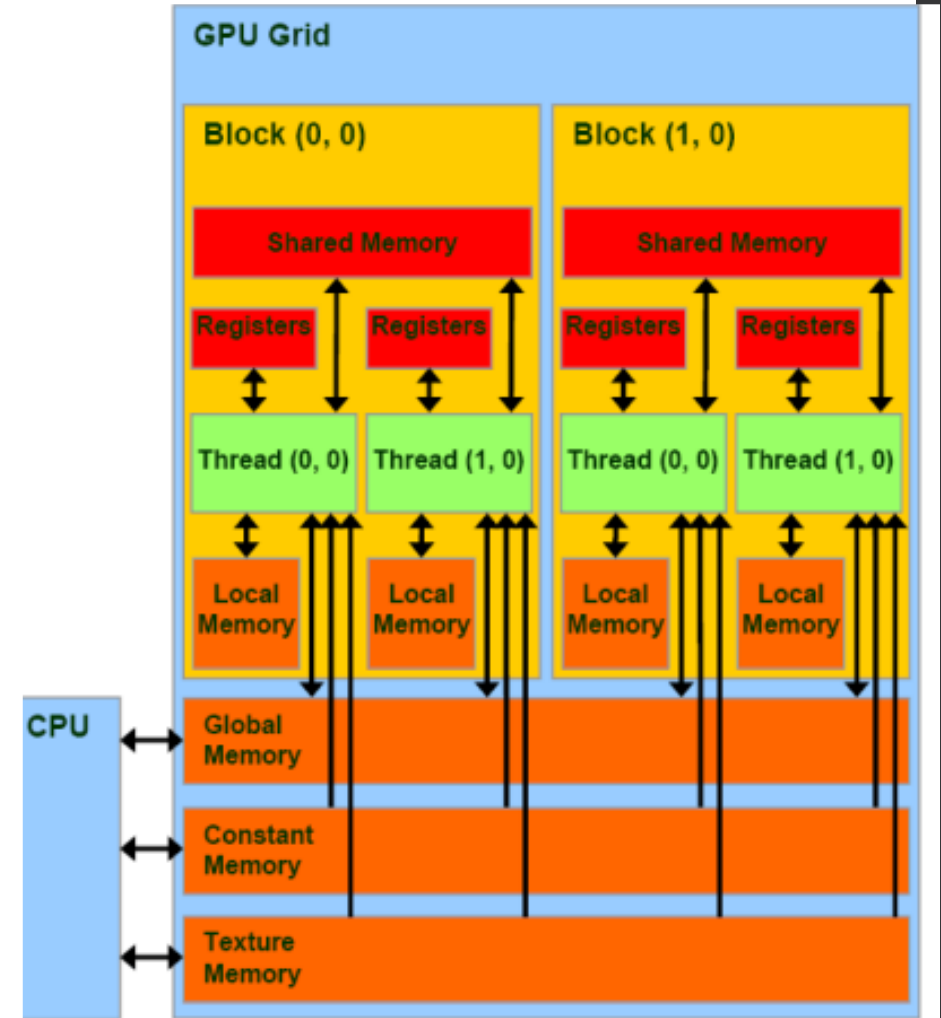 GPU Grid
Block (0, 0)
Shared Memory
Registers
Registers
Thread (0, 0)
Thread (1, 0)
Local
Memory
Local
Memory
Block (1, 0)
Shared Memory
Registers
Registers
Thread (0, 0)
Thread (1, 0)
Local
Memory
Local
Memory
CPU
Global
Memory
Constant
Memory
Texture
Memory